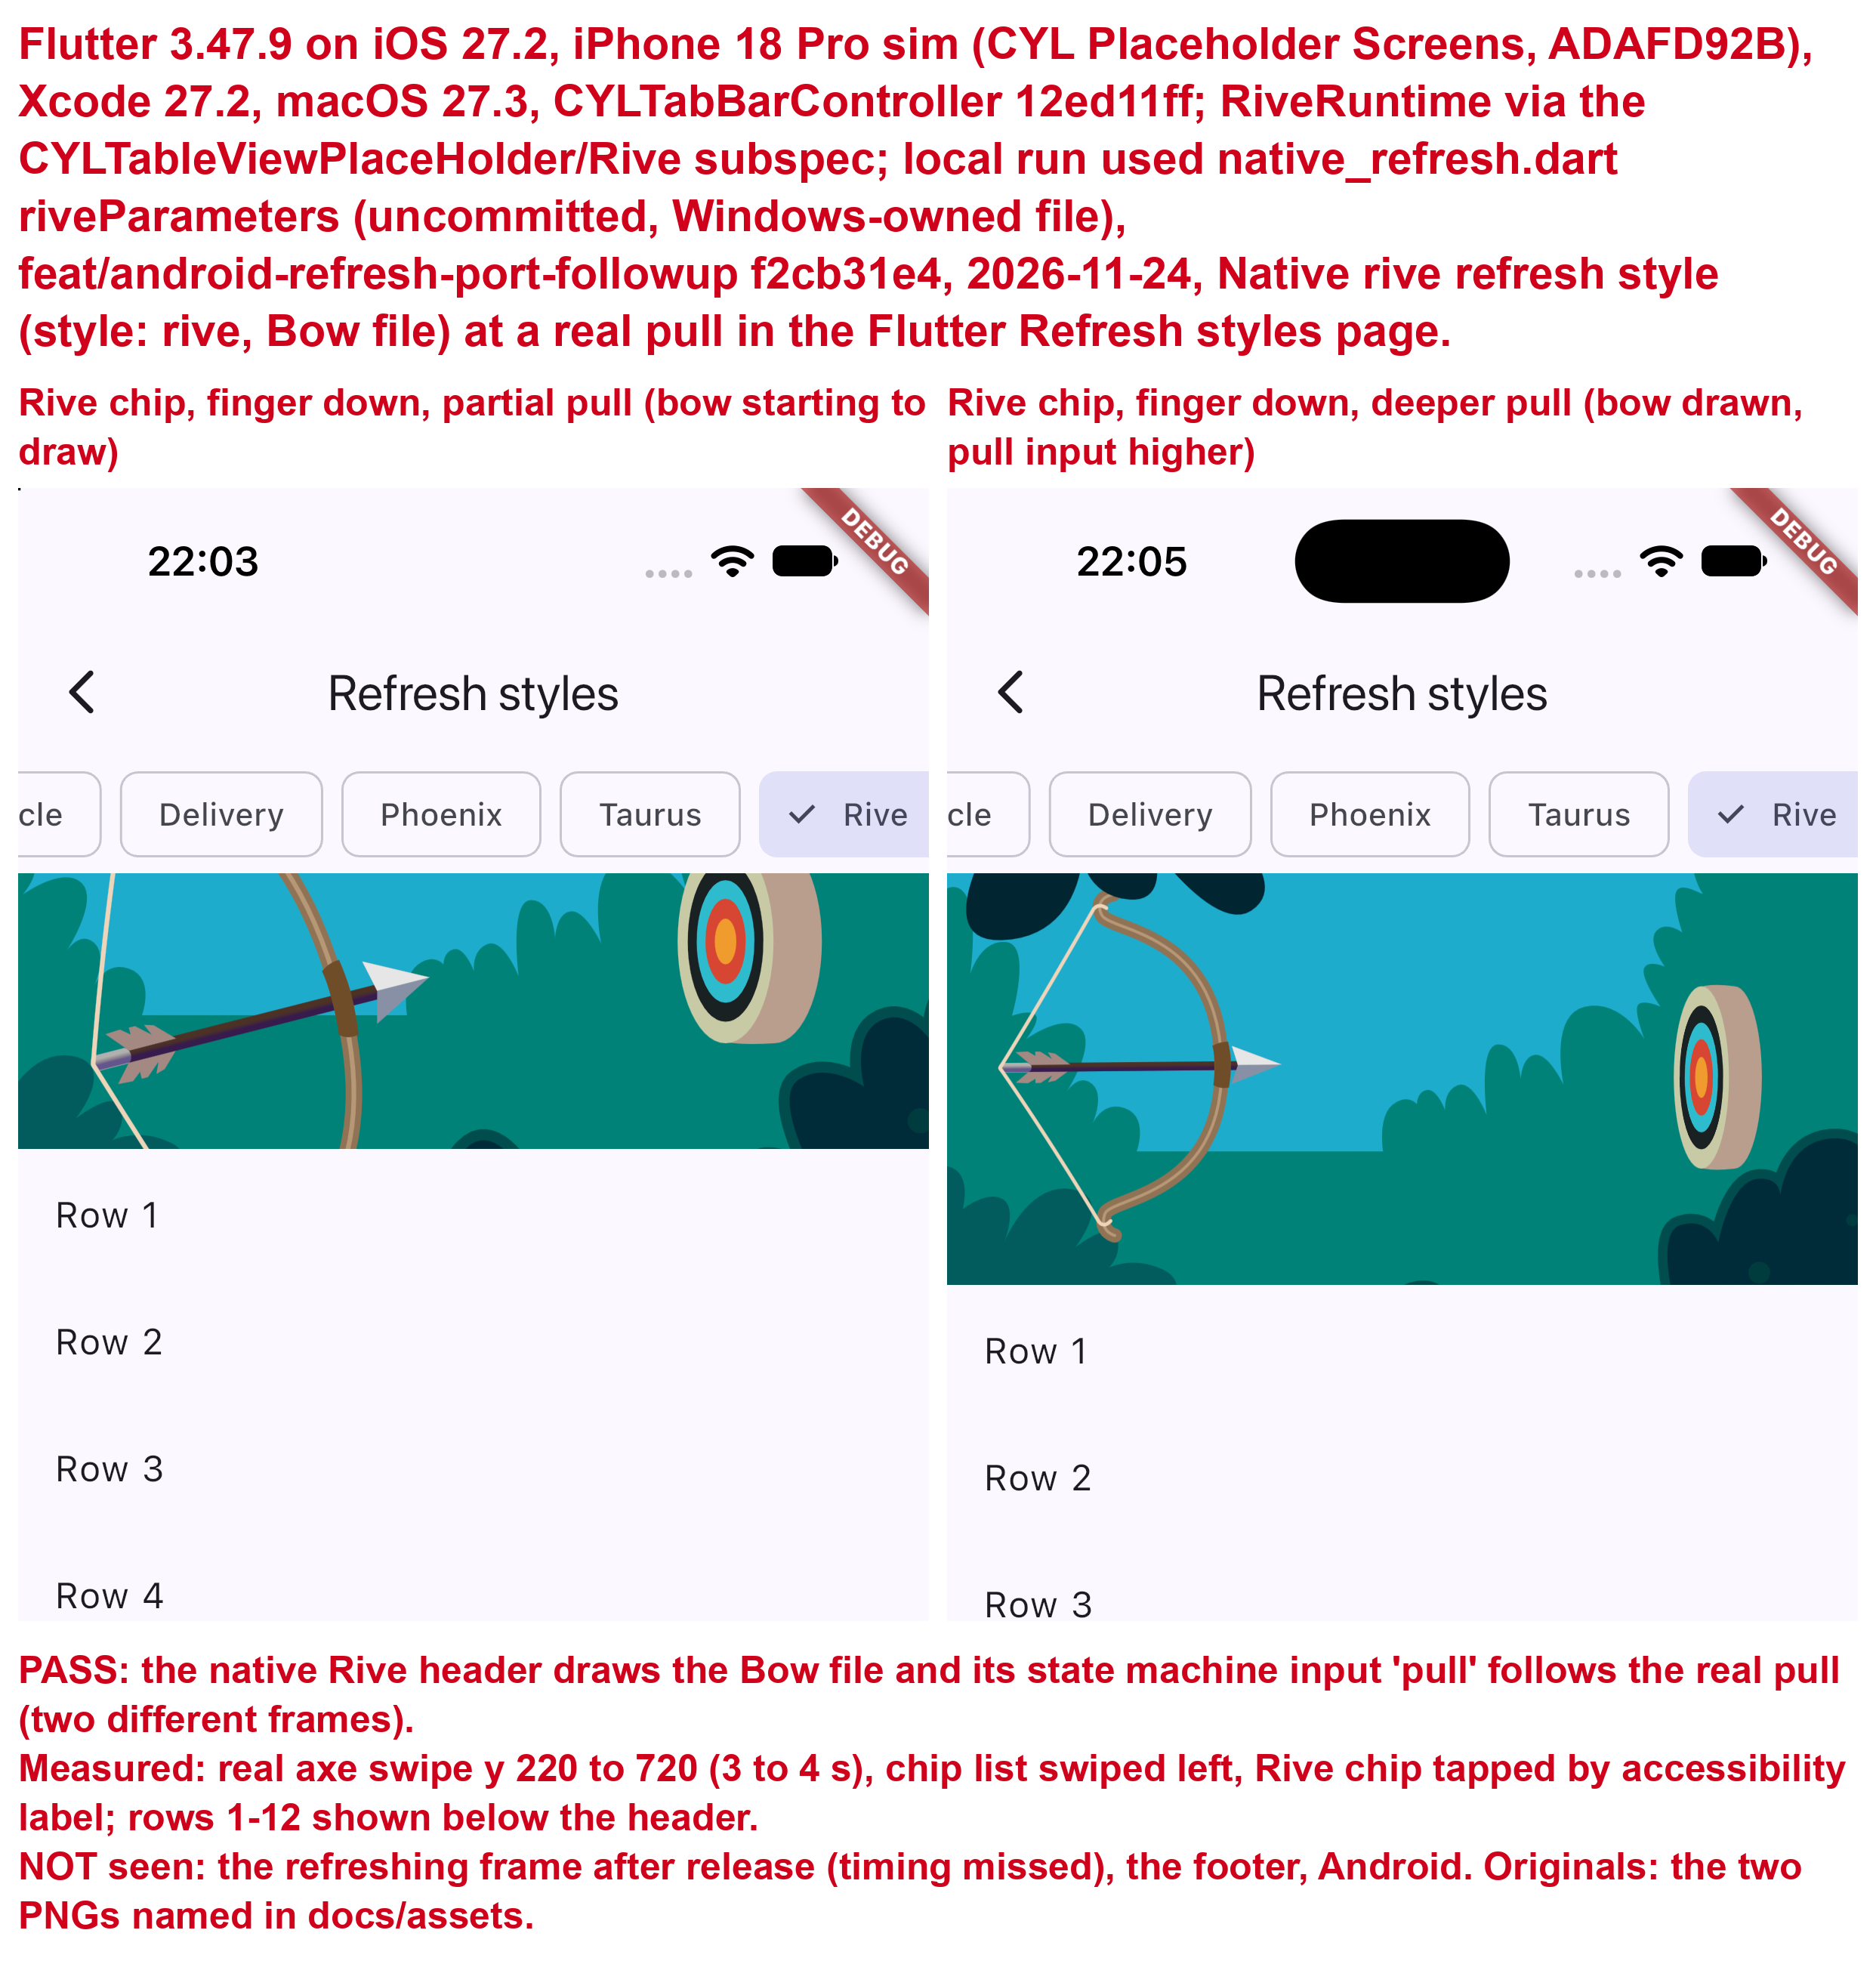 Flutter 3.47.9 on iOS 27.2, iPhone 18 Pro sim (CYL Placeholder Screens, ADAFD92B),
Xcode 27.2, macOS 27.3, CYLTabBarController 12ed11ff; RiveRuntime via the
CYLTableViewPlaceHolder/Rive subspec; local run used native_refresh.dart
riveParameters (uncommitted, Windows-owned file),
feat/android-refresh-port-followup f2cb31e4, 2026-11-24, Native rive refresh style
(style: rive, Bow file) at a real pull in the Flutter Refresh styles page.
Rive chip, finger down, partial pull (bow starting to
draw)
22:03
DEBUG
Refresh styles
cle
Delivery
Phoenix
Taurus
Rive
Row 1
Row 2
Row 3
Row 4
Rive chip, finger down, deeper pull (bow drawn,
pull input higher)
22:05
DEBUG
Refresh styles
cle
Delivery
Phoenix
Taurus
Rive
Row 1
Row 2
Row 3
PASS: the native Rive header draws the Bow file and its state machine input 'pull' follows the real pull
(two different frames).
Measured: real axe swipe y 220 to 720 (3 to 4 s), chip list swiped left, Rive chip tapped by accessibility
label; rows 1-12 shown below the header.
NOT seen: the refreshing frame after release (timing missed), the footer, Android. Originals: the two
PNGs named in docs/assets.